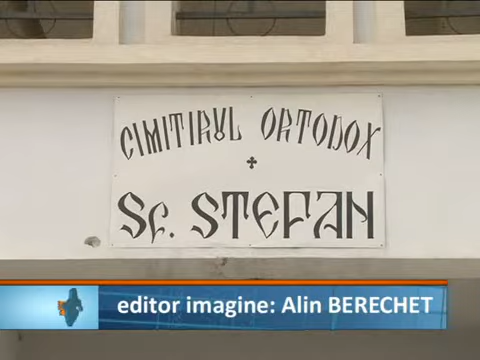 CIMITIRUL ORTODOX
Sf. STEFAN
editor imagine: Alin BERECHET